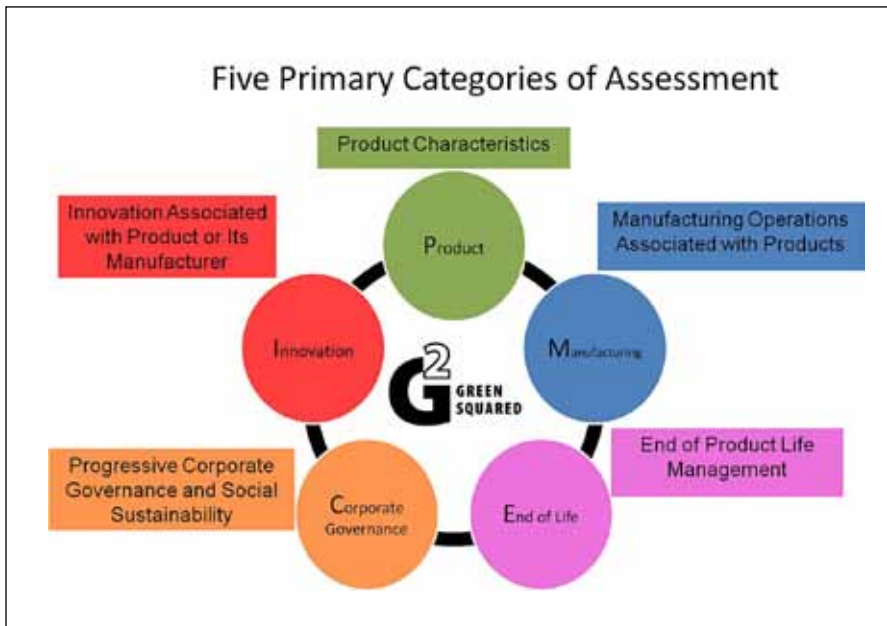 Five Primary Categories of Assessment
Product Characteristics
Innovation Associated
with Product or Its
Manufacturer
Manufacturing Operations
Associated with Products
Product
Innovation
Manufacturing
G2
GREEN
SQUARED
Progressive Corporate
Governance and Social
Sustainability
End of Product Life
Management
Corporate
Governance
End of Life